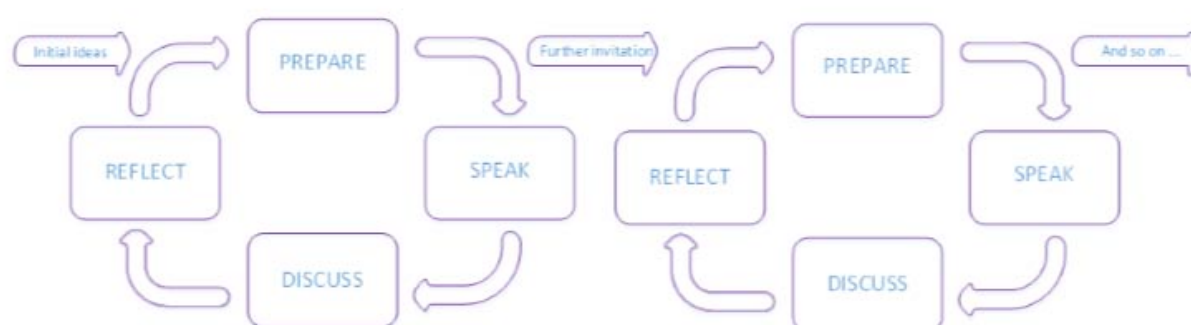 Initial ideas
PREPARE
Further invitation
PREPARE
And so on ...
REFLECT
SPEAK
REFLECT
SPEAK
DISCUSS
DISCUSS